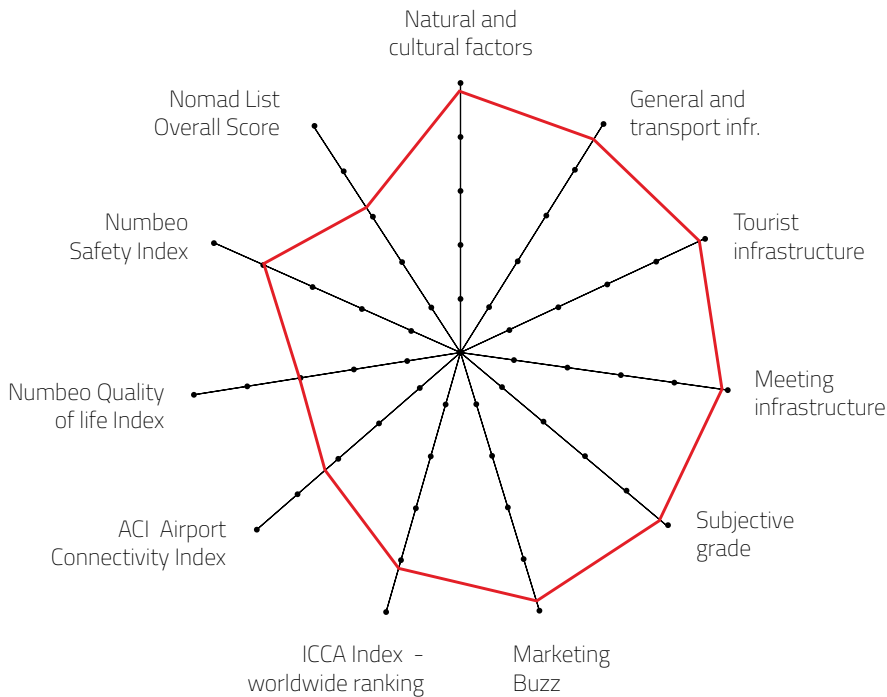 Natural and
cultural factors
General and
transport infr.
Tourist
infrastructure
Meeting
infrastructure
Subjective
grade
Marketing
Buzz
ICCA Index -
worldwide ranking
ACI Airport
Connectivity Index
Numbeo Quality
of life Index
Numbeo
Safety Index
Nomad List
Overall Score